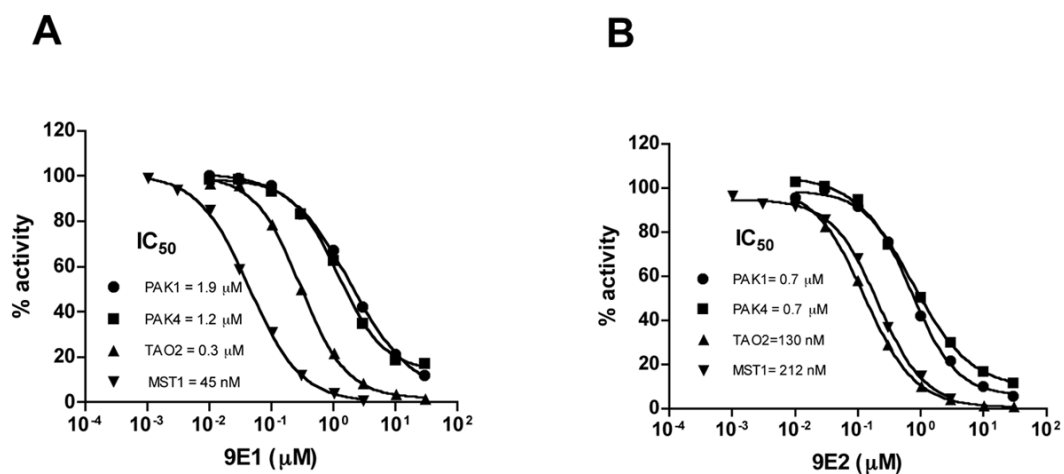 A
B
% activity
120
100
80
60
40
20
0
IC₅₀
PAK1 = 1.9 μM
PAK4 = 1.2 μM
TAO2 = 0.3 μM
MST1 = 45 nM
10⁻⁴ 10⁻³ 10⁻² 10⁻¹ 10⁰ 10¹ 10²
9E1 (μM)
% activity
120
100
80
60
40
20
0
IC₅₀
PAK1= 0.7 μM
PAK4 = 0.7 μM
TAO2=130 nM
MST1= 212 nM
10⁻⁴ 10⁻³ 10⁻² 10⁻¹ 10⁰ 10¹ 10²
9E2 (μM)